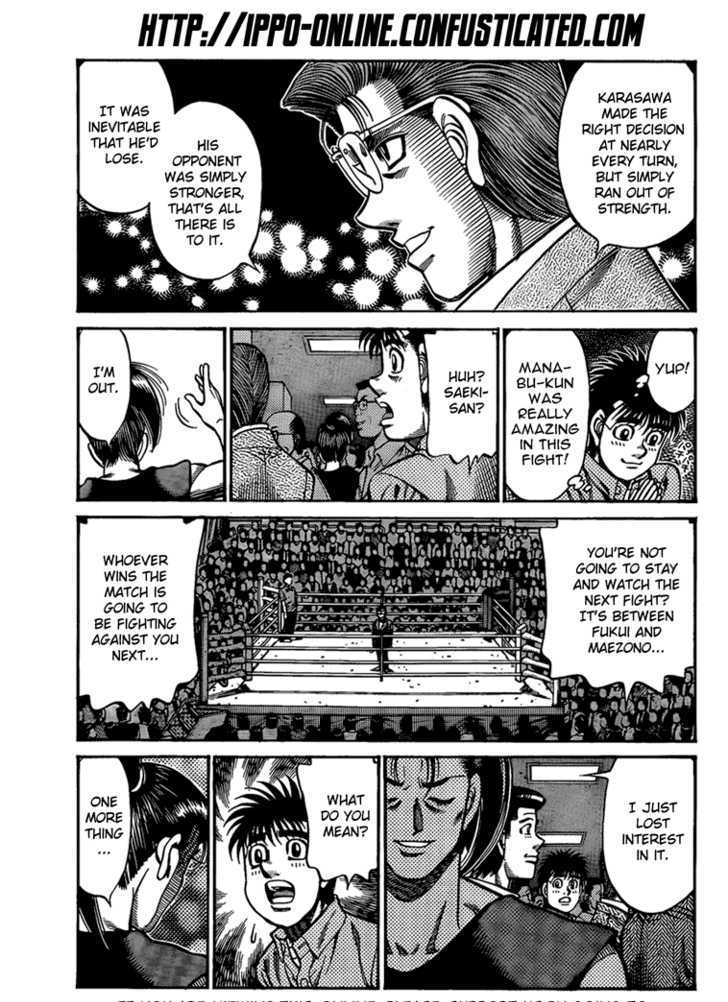 HTTP://IPPO-ONLINE.CONFUSTICATED.COM
KARASAWA
MADE THE
RIGHT DECISION
AT NEARLY
EVERY TURN,
BUT SIMPLY
RAN OUT OF
STRENGTH.
HIS
OPPONENT
WAS SIMPLY
STRONGER,
THAT'S ALL
THERE IS
TO IT.
IT WAS
INEVITABLE
THAT HE'D
LOSE.
YUP!
MANA-
BU-KUN
WAS
REALLY
AMAZING
IN THIS
FIGHT!
HUH?
SAEKI-
SAN?
I'M
OUT.
YOU'RE NOT
GOING TO STAY
AND WATCH THE
NEXT FIGHT?
IT'S BETWEEN
FUKUI AND
MAEZONO...
WHOEVER
WINS THE
MATCH IS
GOING TO
BE FIGHTING
AGAINST YOU
NEXT...
I JUST
LOST
INTEREST
IN IT.
WHAT
DO YOU
MEAN?
ONE
MORE
THING
...